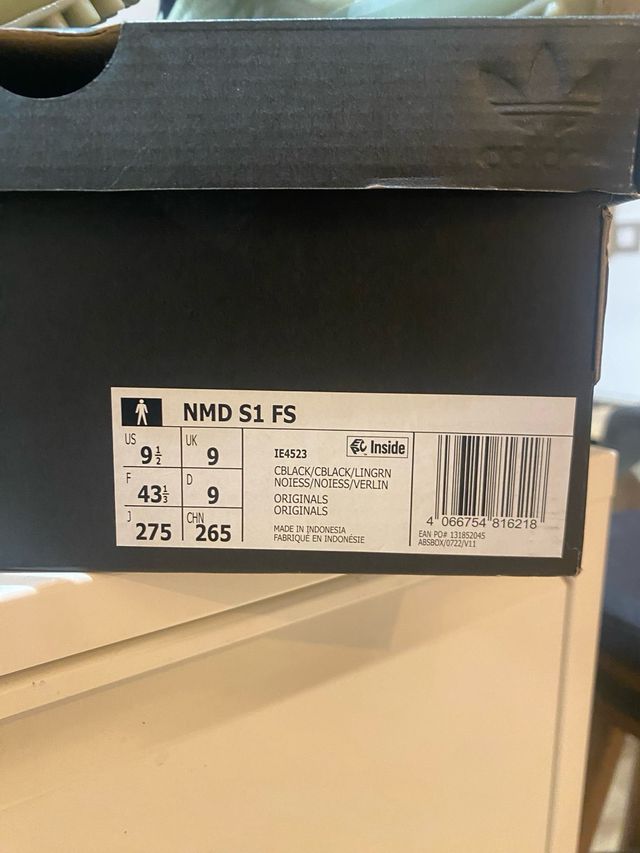 adidas
NMD S1 FS
US
9½
UK
9
F
43⅓
D
9
J
275
CHN
265
IE4523
Inside
CBLACK/CBLACK/LINGRN
NOIESS/NOIESS/VERLIN
ORIGINALS
ORIGINALS
MADE IN INDONESIA
FABRIQUÉ EN INDONÉSIE
4 066754 816218
EAN PO# 131852045
ABSBOX/0722/V11